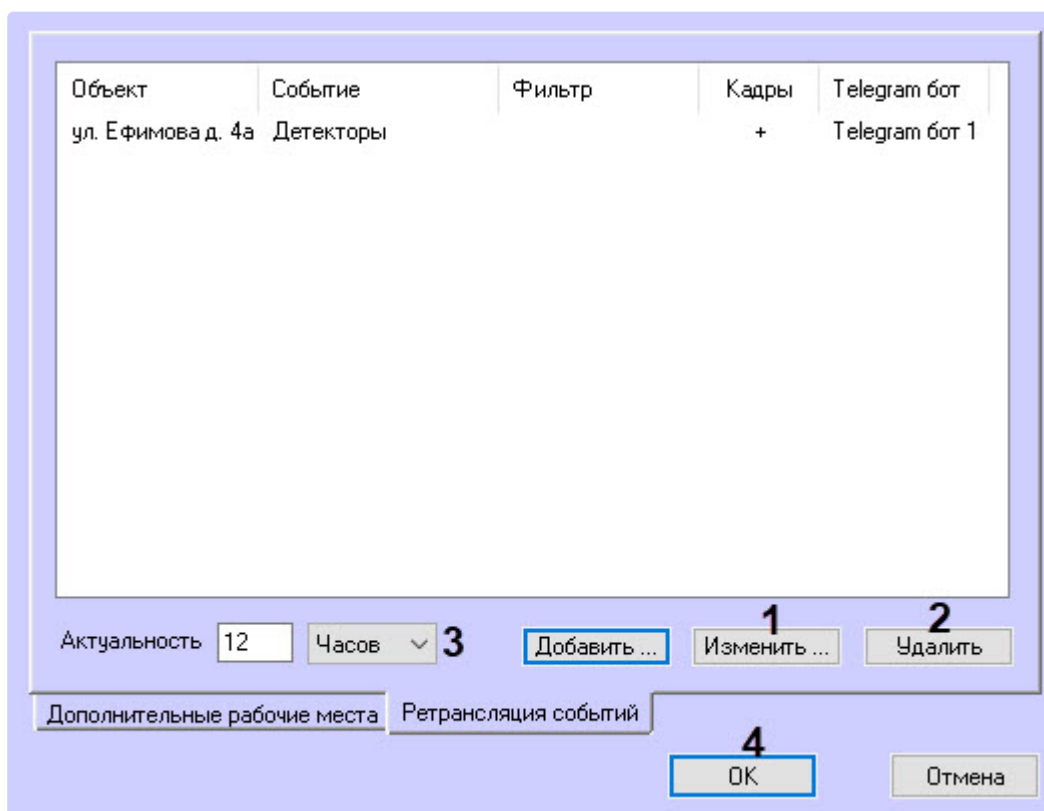 Объект Событие Фильтр Кадры Telegram бот
ул. Ефимова д. 4а Детекторы + Telegram бот 1
1 2
Актуальность 12 Часов 3 Добавить ... Изменить ... Удалить
Дополнительные рабочие места Ретрансляция событий
4
OK Отмена